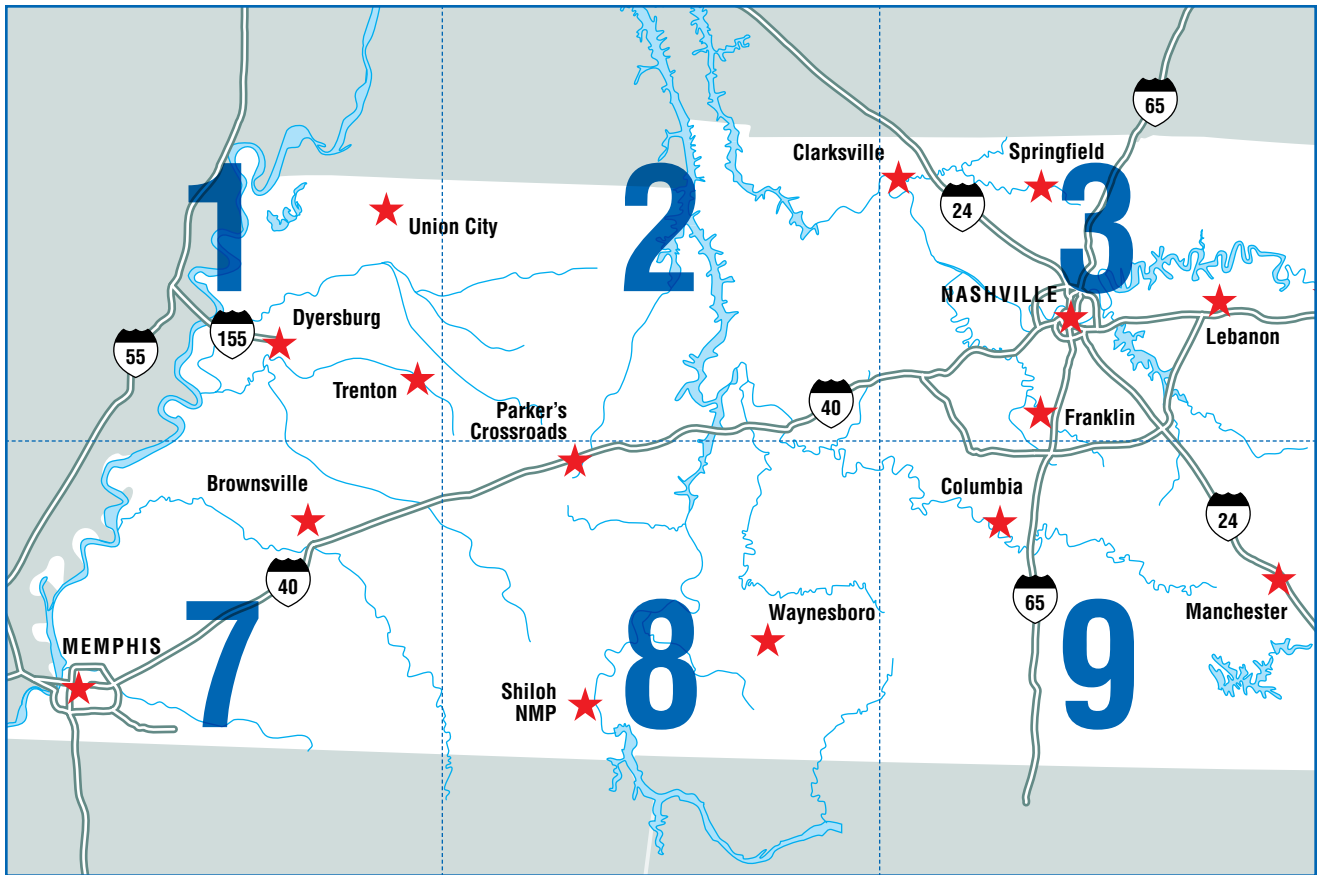 65
Clarksville
Springfield
1
2
3
24
Union City
NASHVILLE
Dyersburg
155
55
Lebanon
Trenton
40
Parker's
Crossroads
Franklin
Brownsville
Columbia
24
40
65
Manchester
Waynesboro
7
8
9
MEMPHIS
Shiloh
NMP